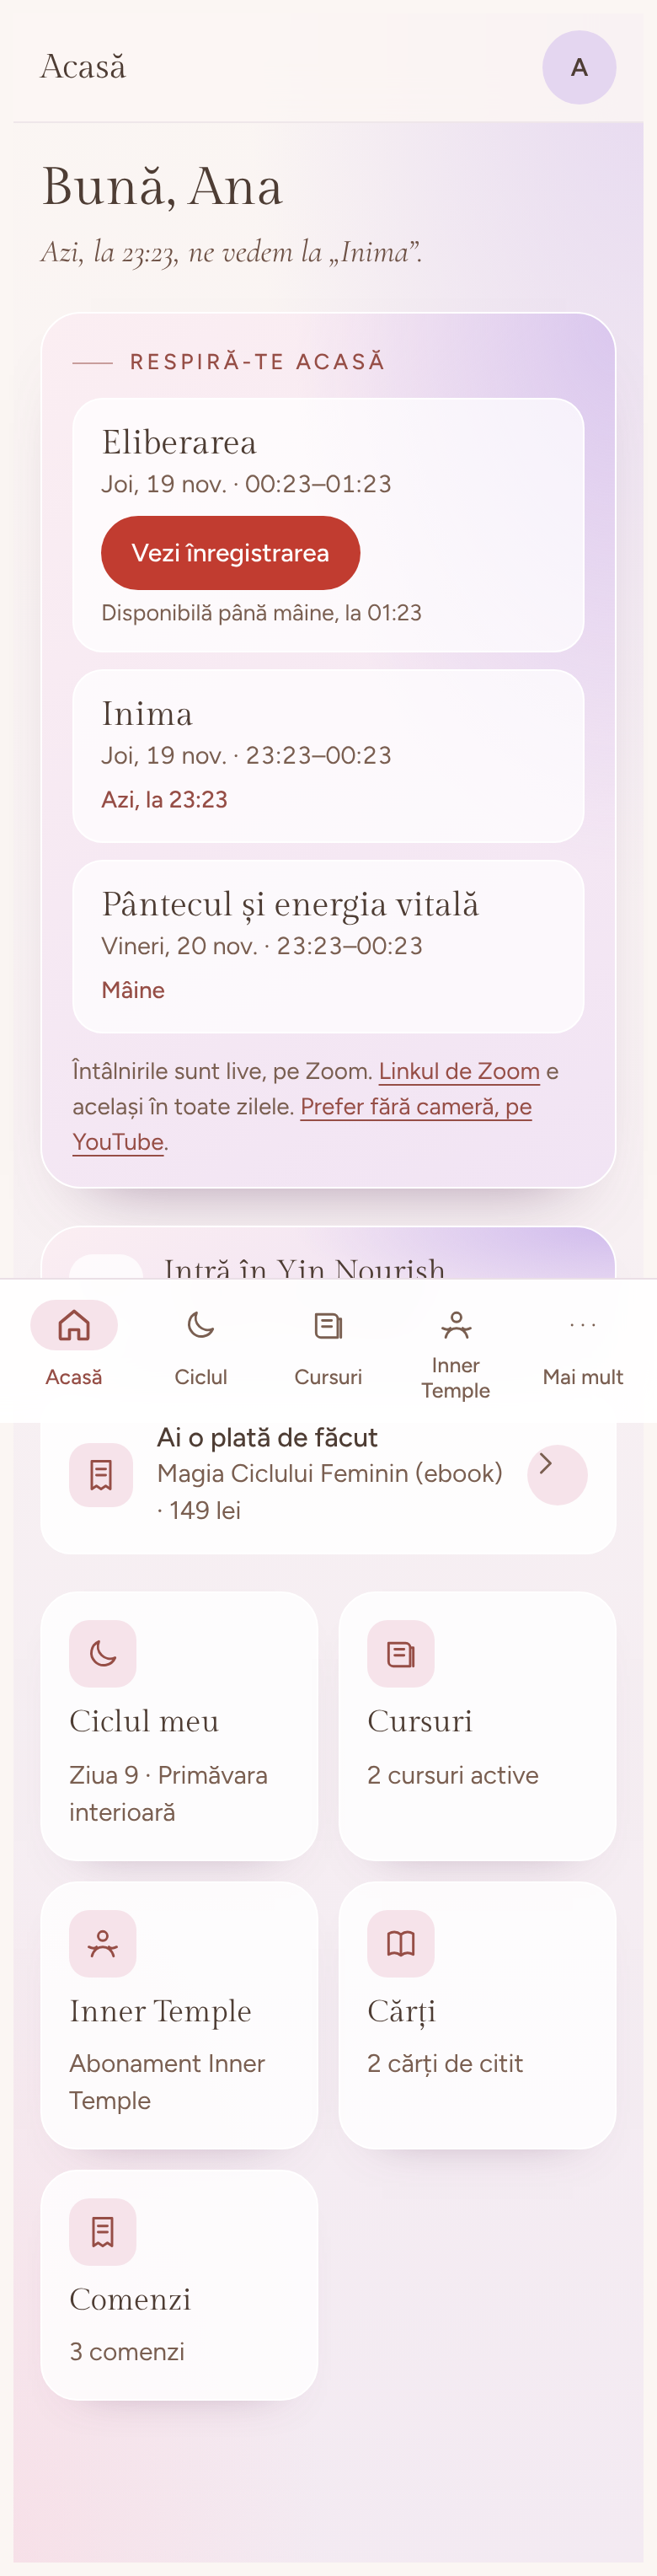 Acasă
A
Bună, Ana
Azi, la 23:23, ne vedem la „Inima”.
RESPIRĂ-TE ACASĂ
Eliberarea
Joi, 19 nov. · 00:23–01:23
Vezi înregistrarea
Disponibilă până mâine, la 01:23
Inima
Joi, 19 nov. · 23:23–00:23
Azi, la 23:23
Pântecul și energia vitală
Vineri, 20 nov. · 23:23–00:23
Mâine
Întâlnirile sunt live, pe Zoom. Linkul de Zoom e
același în toate zilele. Prefer fără cameră, pe
YouTube.
Intră în Yin Nourish
Acasă
Ciclul
Cursuri
Inner
Temple
Mai mult
Ai o plată de făcut
Magia Ciclului Feminin (ebook)
· 149 lei
Ciclul meu
Ziua 9 · Primăvara
interioară
Cursuri
2 cursuri active
Inner Temple
Abonament Inner
Temple
Cărți
2 cărți de citit
Comenzi
3 comenzi